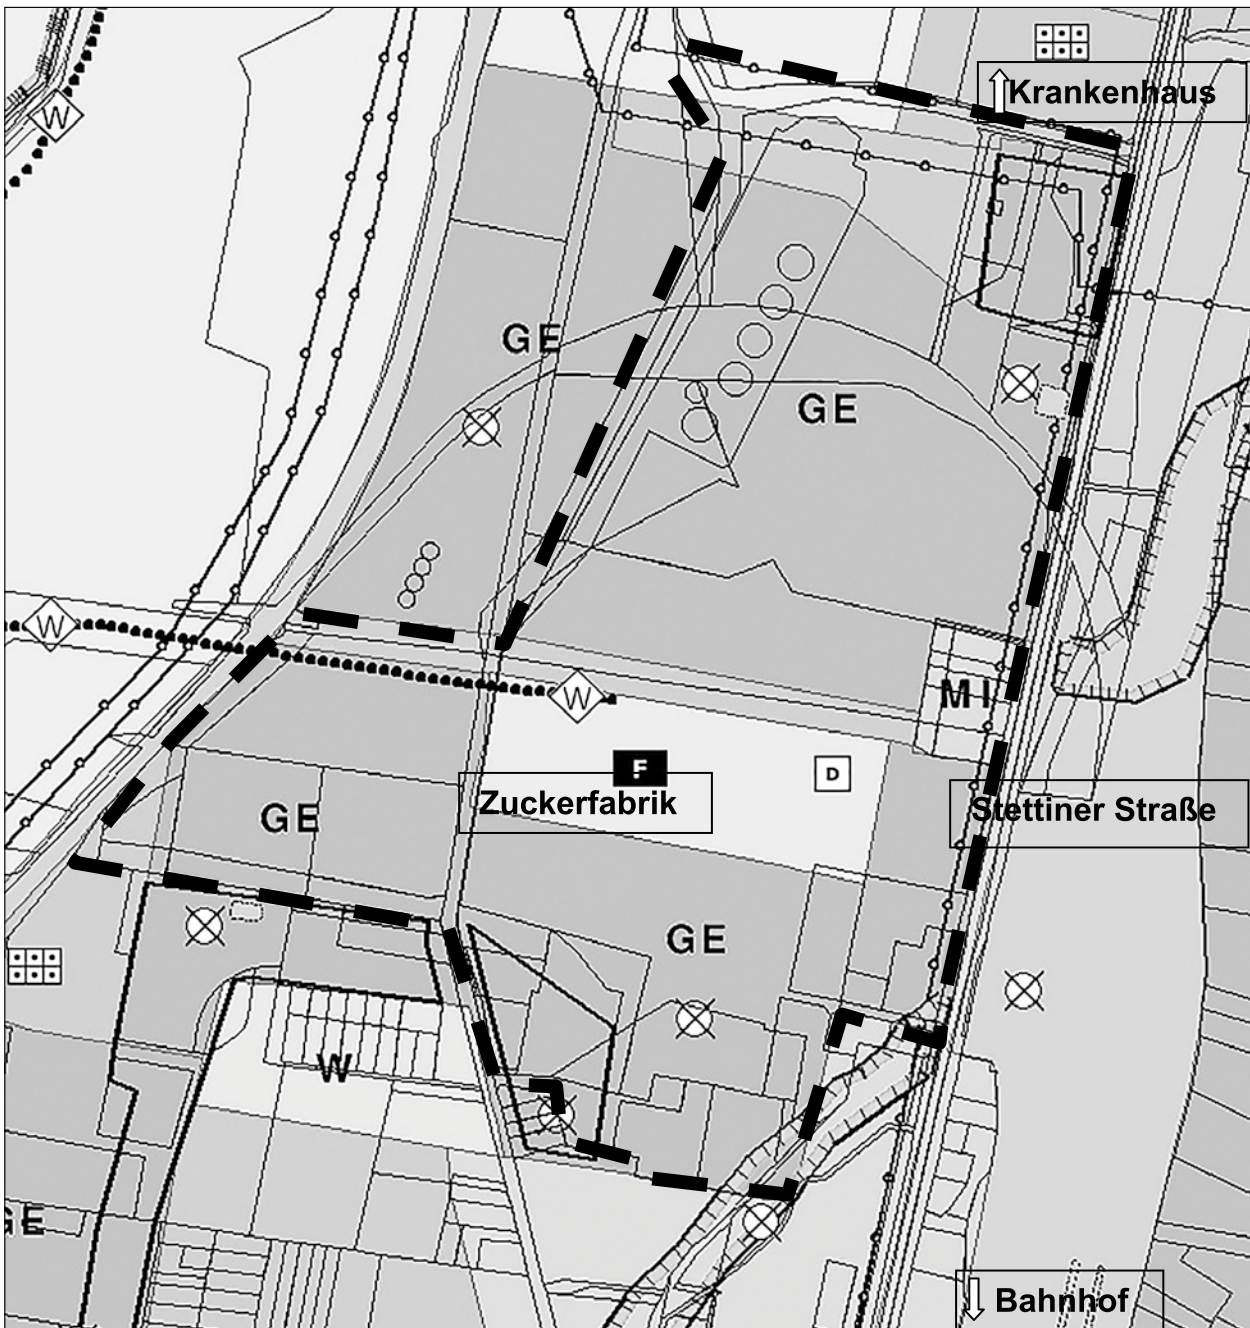 W
Krankenhaus
GE
GE
W
W
MI
F
D
Zuckerfabrik
Stettiner Straße
GE
GE
W
GE
Bahnhof